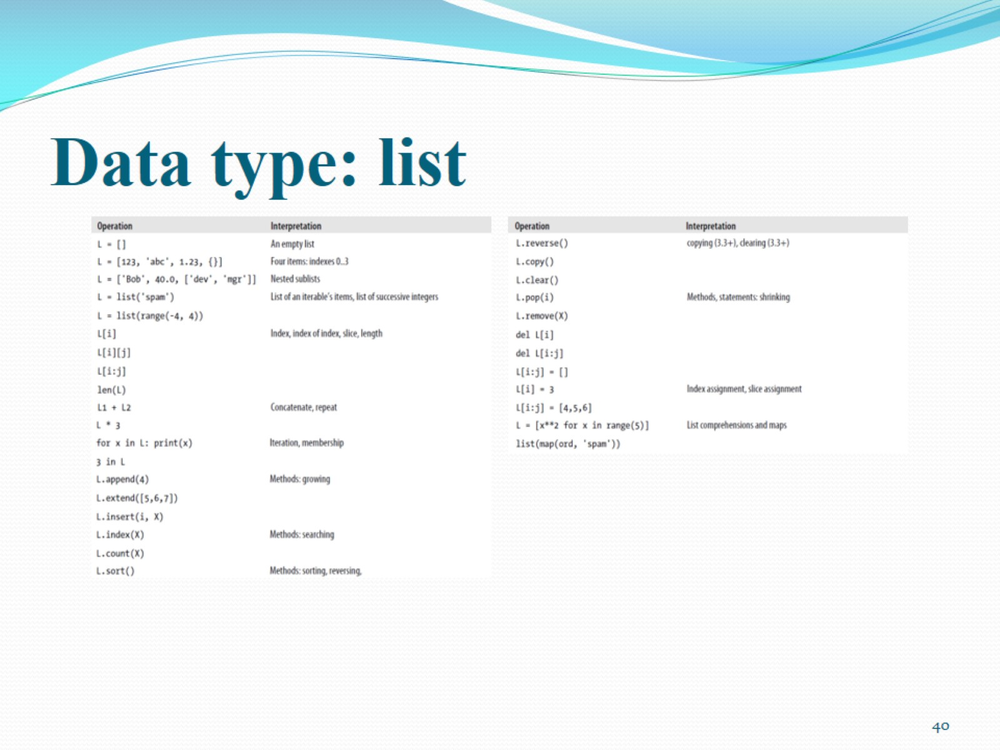 Data type: list
Operation Interpretation
L = [] An empty list
L = [123, 'abc', 1.23, {}] Four items: indexes 0..3
L = ['Bob', 40.0, ['dev', 'mgr']] Nested sublists
L = list('spam') List of an iterable's items, list of successive integers
L = list(range(-4, 4))
L[i] Index, index of index, slice, length
L[i][j]
L[i:j]
len(L)
L1 + L2 Concatenate, repeat
L * 3
for x in L: print(x) Iteration, membership
3 in L
L.append(4) Methods: growing
L.extend([5,6,7])
L.insert(i, X)
L.index(X) Methods: searching
L.count(X)
L.sort() Methods: sorting, reversing,
Operation Interpretation
L.reverse() copying (3.3+), clearing (3.3+)
L.copy()
L.clear()
L.pop(i) Methods, statements: shrinking
L.remove(X)
del L[i]
del L[i:j]
L[i:j] = []
L[i] = 3 Index assignment, slice assignment
L[i:j] = [4,5,6]
L = [x**2 for x in range(5)] List comprehensions and maps
list(map(ord, 'spam'))
40